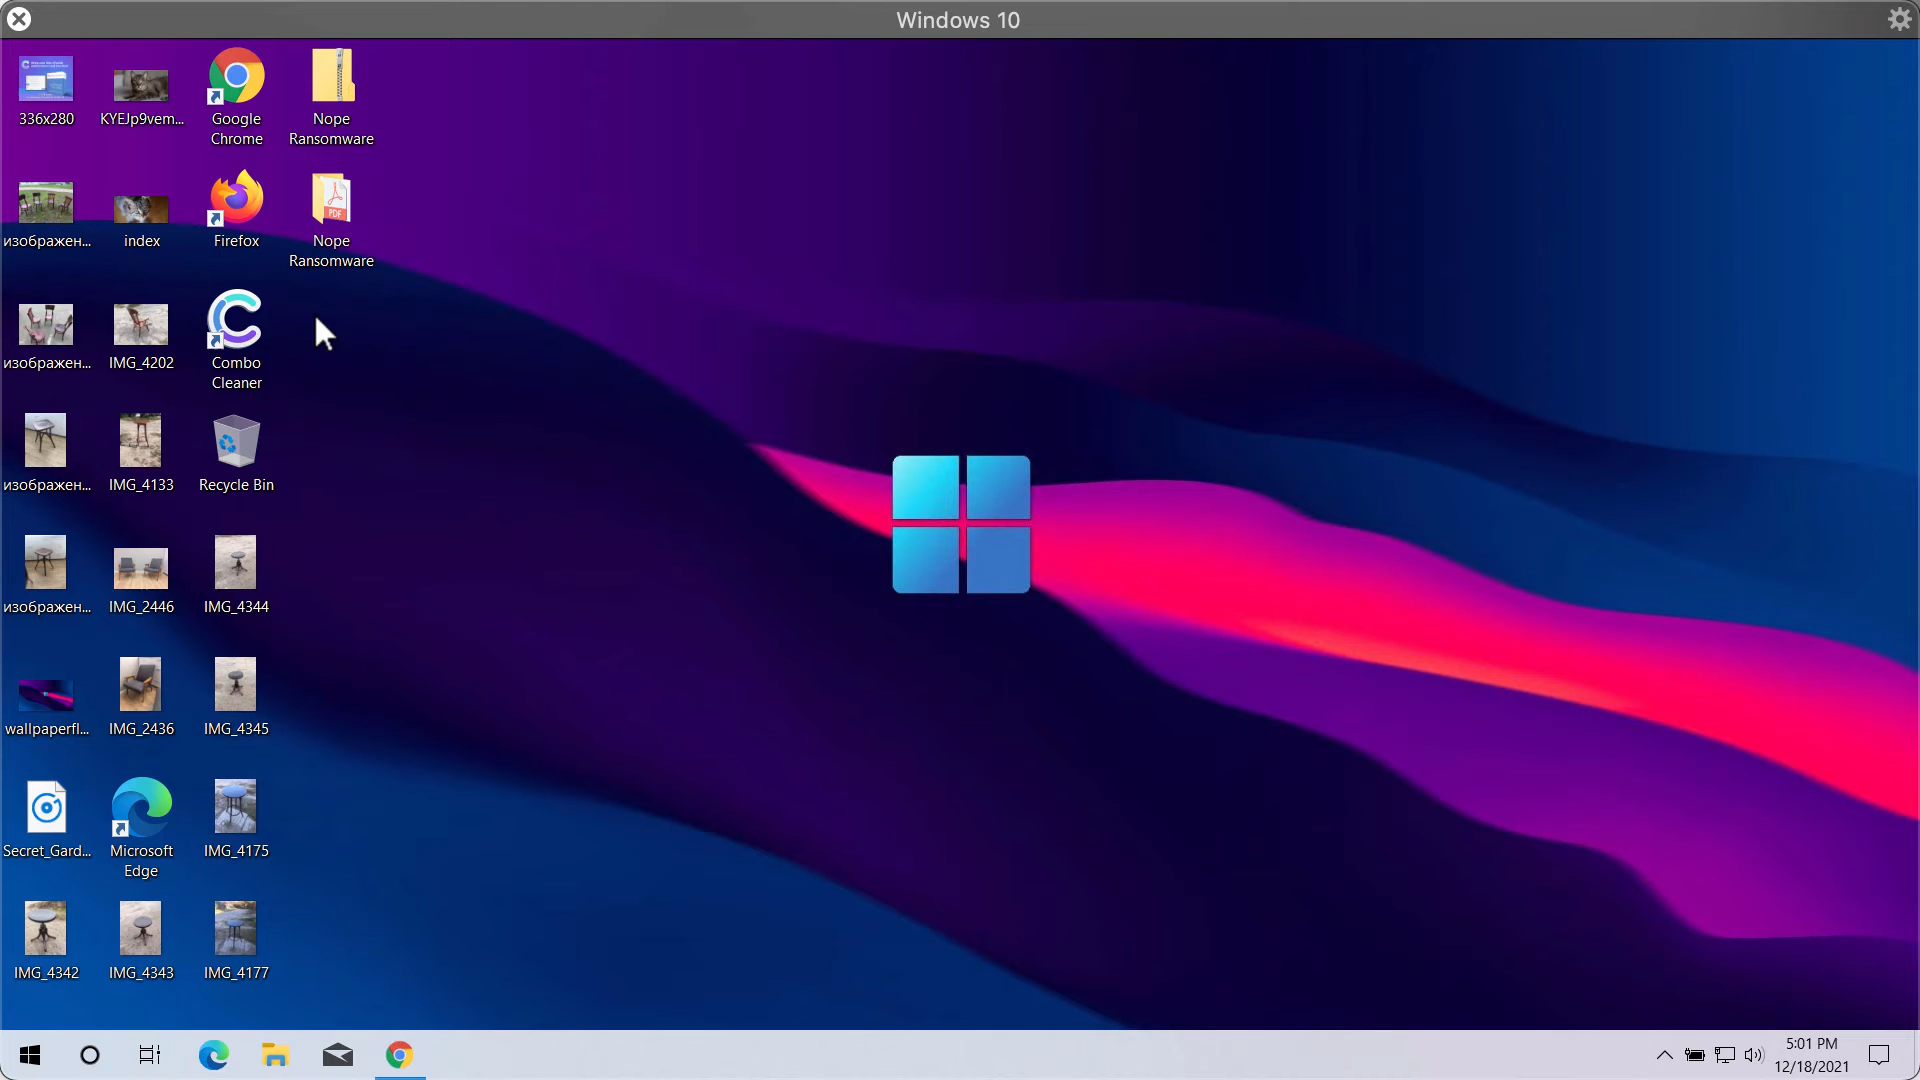 Windows 10
336x280
KYEJp9vem...
Google
Chrome
Nope
Ransomware
изображен...
index
Firefox
PDF
Nope
Ransomware
изображен...
IMG_4202
Combo
Cleaner
изображен...
IMG_4133
Recycle Bin
изображен...
IMG_2446
IMG_4344
wallpaperfl...
IMG_2436
IMG_4345
Secret_Gard...
Microsoft
Edge
IMG_4175
IMG_4342
IMG_4343
IMG_4177
5:01 PM
12/18/2021